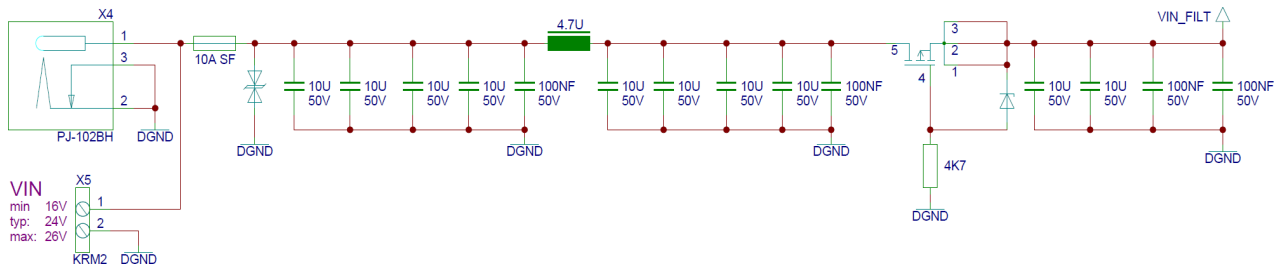 X4
1
3
2
PJ-102BH
DGND
10A SF
DGND
10U
50V
10U
50V
10U
50V
10U
50V
100NF
50V
DGND
4.7U
10U
50V
10U
50V
10U
50V
10U
50V
100NF
50V
DGND
5
4
3
2
1
4K7
DGND
10U
50V
10U
50V
100NF
50V
100NF
50V
DGND
VIN_FILT
VIN
min 16V
typ: 24V
max: 26V
X5
1
2
KRM2
DGND